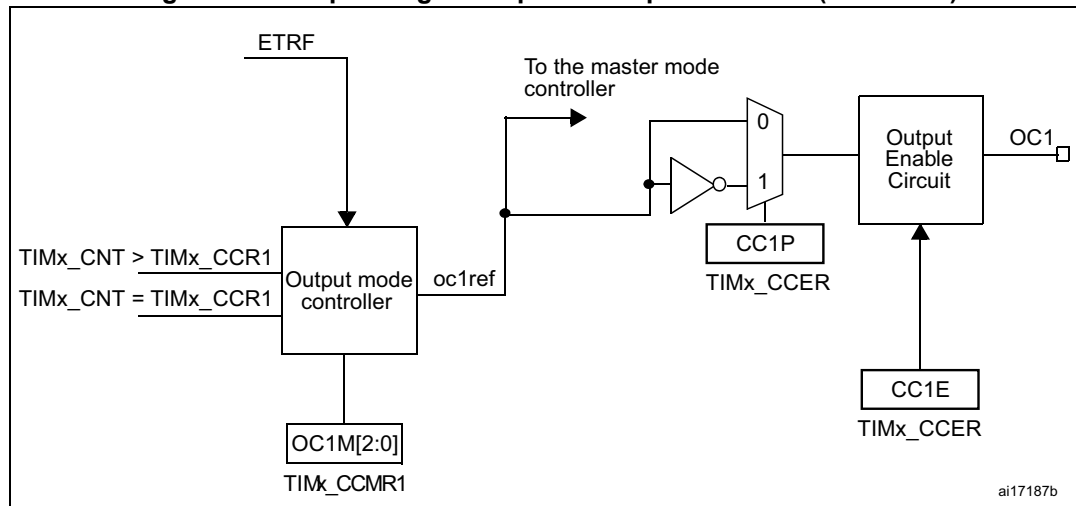 ETRF
To the master mode
controller
0
1
Output
Enable
Circuit
OC1
CC1P
TIMx_CCER
TIMx_CNT > TIMx_CCR1
TIMx_CNT = TIMx_CCR1
Output mode
controller
oc1ref
CC1E
TIMx_CCER
OC1M[2:0]
TIMx_CCMR1
ai17187b